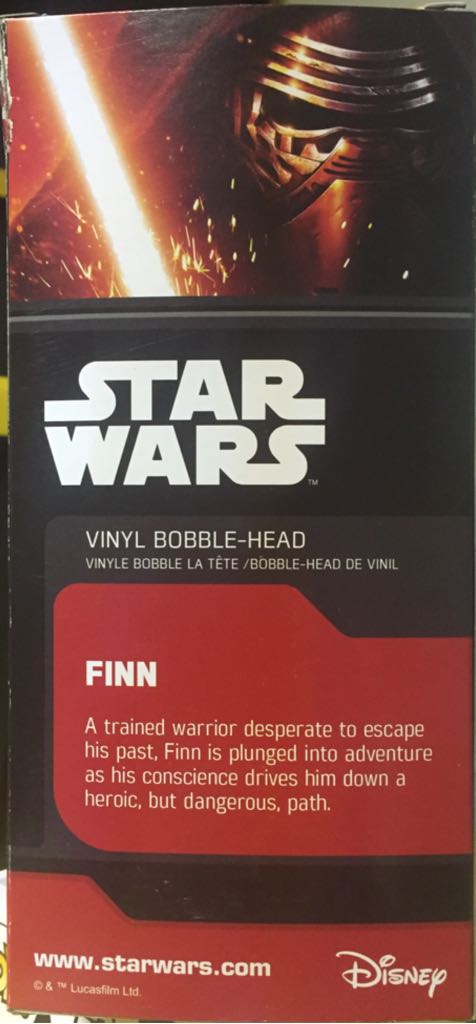 STAR
WARS
™
VINYL BOBBLE-HEAD
VINYLE BOBBLE LA TÊTE /BOBBLE-HEAD DE VINIL
FINN
A trained warrior desperate to escape
his past, Finn is plunged into adventure
as his conscience drives him down a
heroic, but dangerous, path.
www.starwars.com
© & ™ Lucasfilm Ltd.
DISNEY